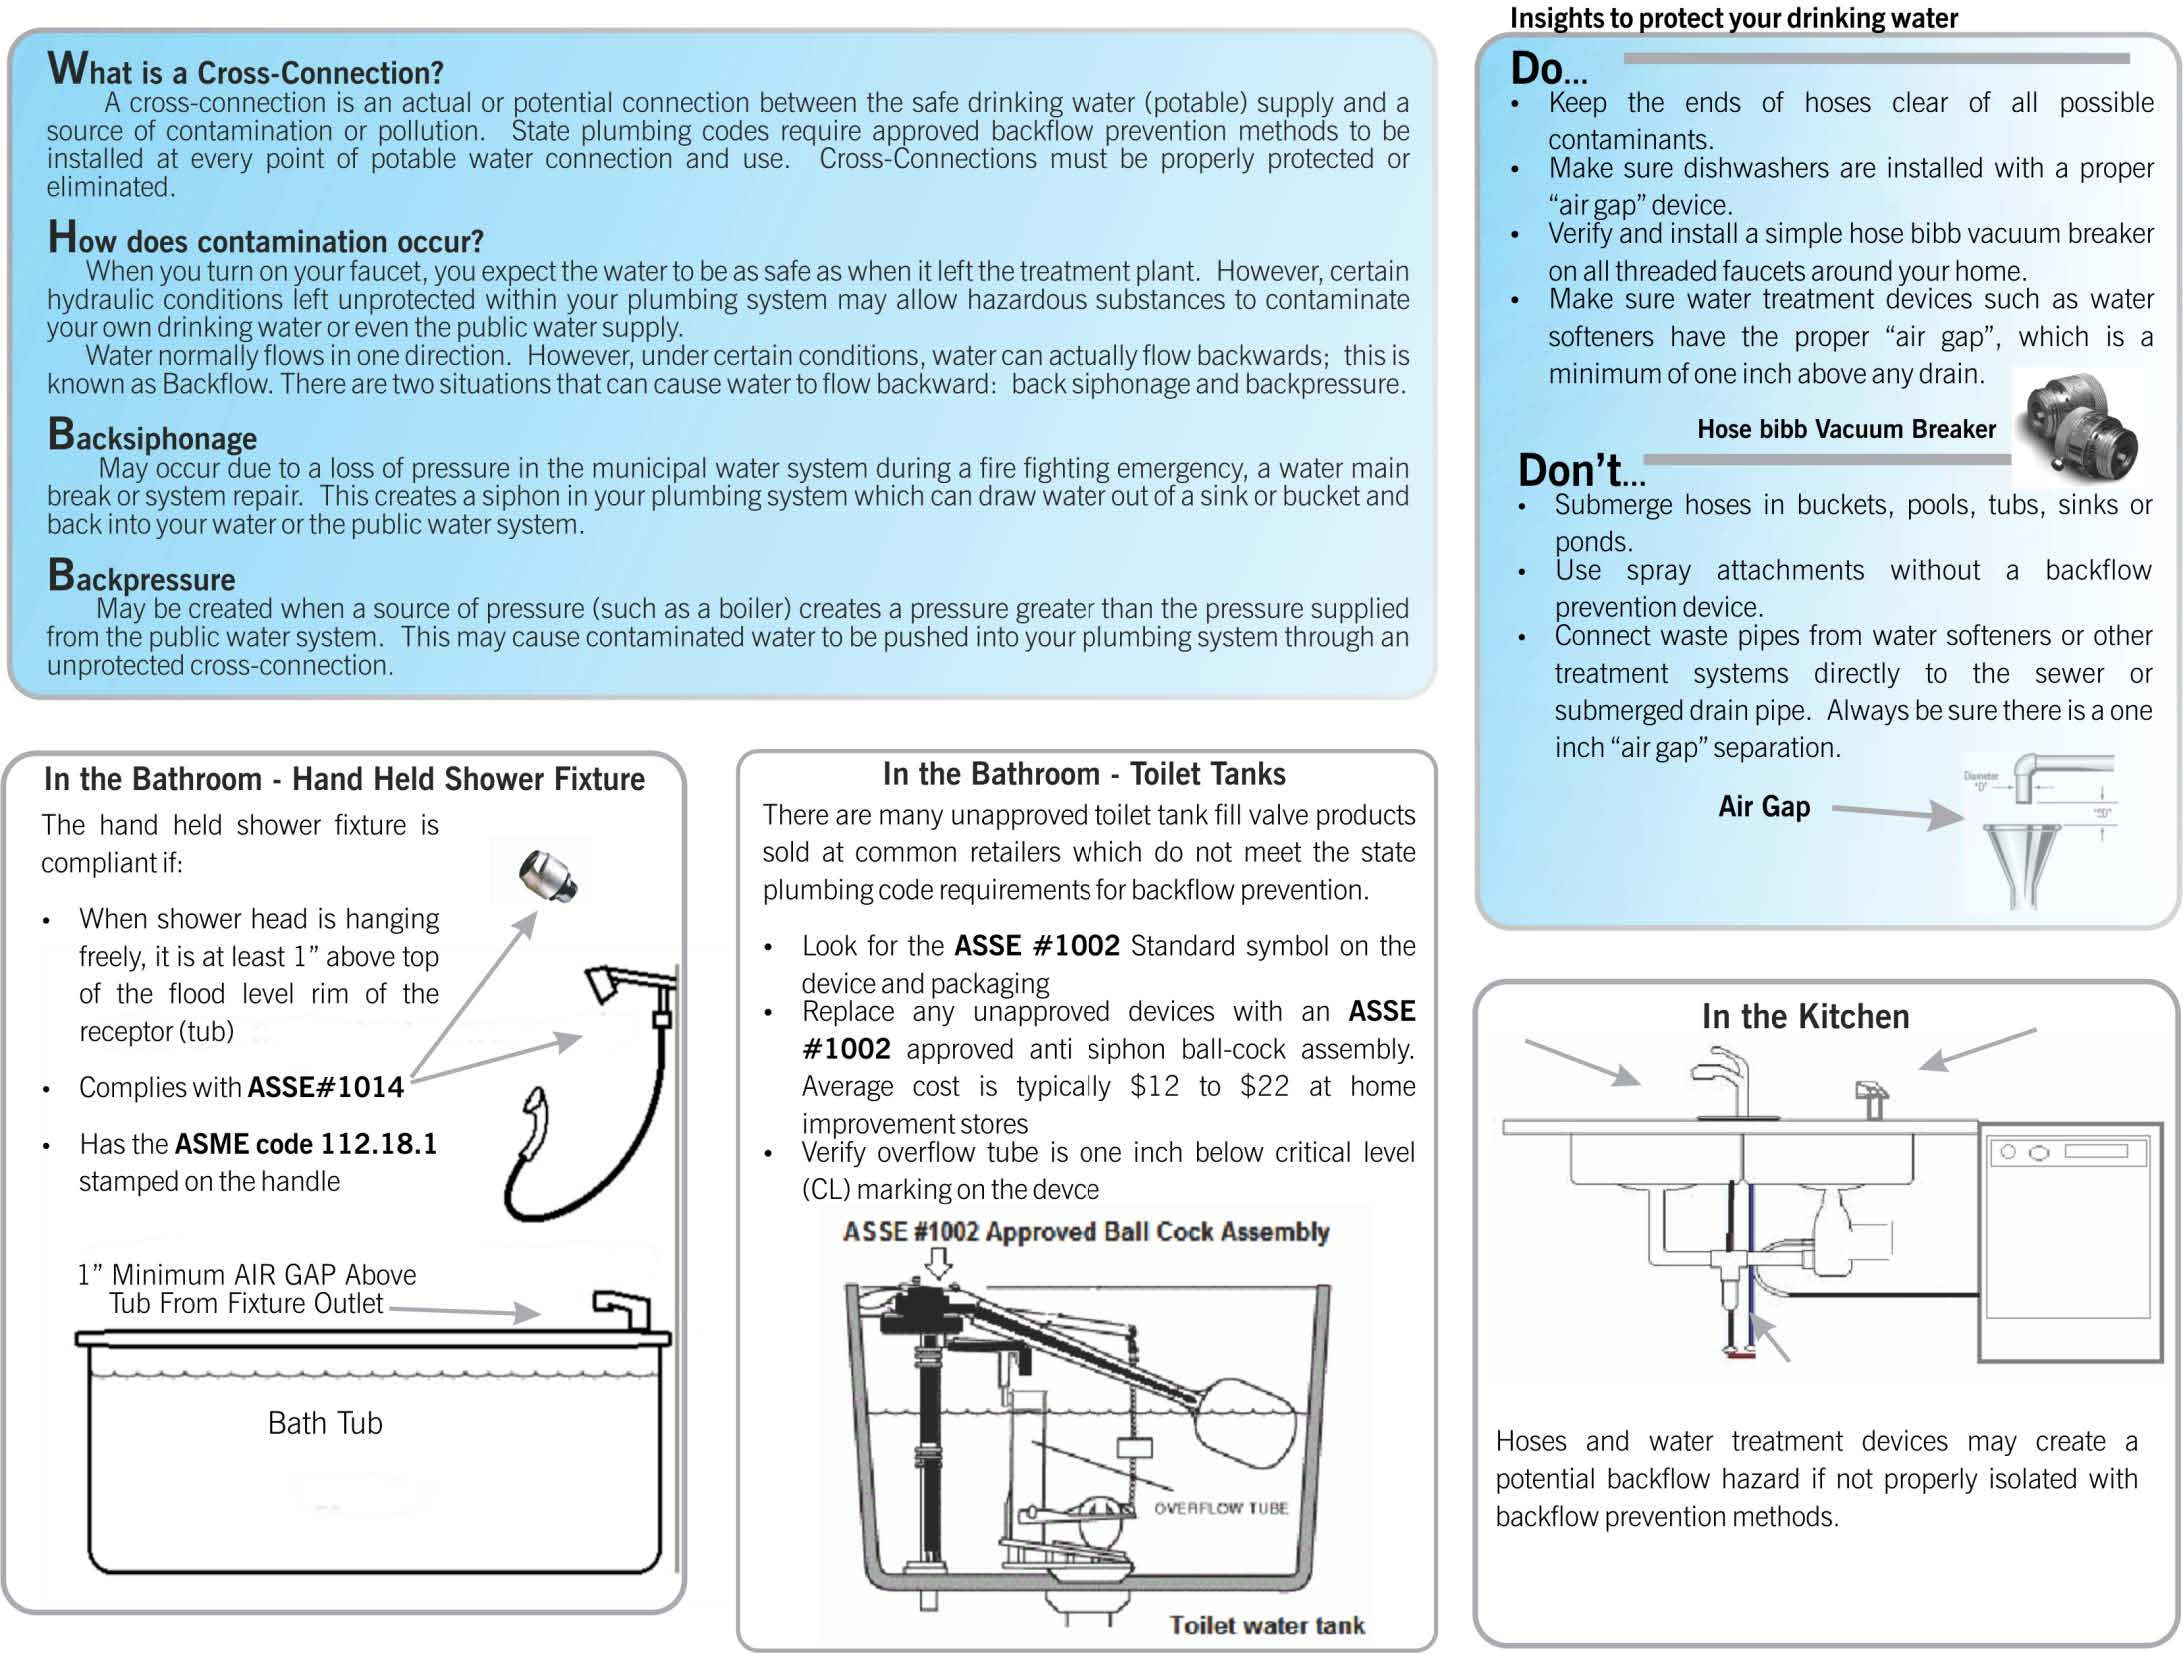 What is a Cross-Connection?
A cross-connection is an actual or potential connection between the safe drinking water (potable) supply and a
source of contamination or pollution. State plumbing codes require approved backflow prevention methods to be
installed at every point of potable water connection and use. Cross-Connections must be properly protected or
eliminated.
How does contamination occur?
When you turn on your faucet, you expect the water to be as safe as when it left the treatment plant. However, certain
hydraulic conditions left unprotected within your plumbing system may allow hazardous substances to contaminate
your own drinking water or even the public water supply.
Water normally flows in one direction. However, under certain conditions, water can actually flow backwards; this is
known as Backflow. There are two situations that can cause water to flow backward: back siphonage and backpressure.
Backsiphonage
May occur due to a loss of pressure in the municipal water system during a fire fighting emergency, a water main
break or system repair. This creates a siphon in your plumbing system which can draw water out of a sink or bucket and
back into your water or the public water system.
Backpressure
May be created when a source of pressure (such as a boiler) creates a pressure greater than the pressure supplied
from the public water system. This may cause contaminated water to be pushed into your plumbing system through an
unprotected cross-connection.
Insights to protect your drinking water
Do...
• Keep the ends of hoses clear of all possible
contaminants.
• Make sure dishwashers are installed with a proper
“air gap” device.
• Verify and install a simple hose bibb vacuum breaker
on all threaded faucets around your home.
• Make sure water treatment devices such as water
softeners have the proper “air gap”, which is a
minimum of one inch above any drain.
Hose bibb Vacuum Breaker
Don’t...
• Submerge hoses in buckets, pools, tubs, sinks or
ponds.
• Use spray attachments without a backflow
prevention device.
• Connect waste pipes from water softeners or other
treatment systems directly to the sewer or
submerged drain pipe. Always be sure there is a one
inch “air gap” separation.
Diameter
"D"
Air Gap
In the Bathroom - Hand Held Shower Fixture
The hand held shower fixture is
compliant if:
• When shower head is hanging
freely, it is at least 1” above top
of the flood level rim of the
receptor (tub)
• Complies with ASSE#1014
• Has the ASME code 112.18.1
stamped on the handle
1” Minimum AIR GAP Above
Tub From Fixture Outlet
Bath Tub
In the Bathroom - Toilet Tanks
There are many unapproved toilet tank fill valve products
sold at common retailers which do not meet the state
plumbing code requirements for backflow prevention.
• Look for the ASSE #1002 Standard symbol on the
device and packaging
• Replace any unapproved devices with an ASSE
#1002 approved anti siphon ball-cock assembly.
Average cost is typically $12 to $22 at home
improvement stores
• Verify overflow tube is one inch below critical level
(CL) marking on the devce
ASSE #1002 Approved Ball Cock Assembly
OVERFLOW TUBE
Toilet water tank
In the Kitchen
Hoses and water treatment devices may create a
potential backflow hazard if not properly isolated with
backflow prevention methods.